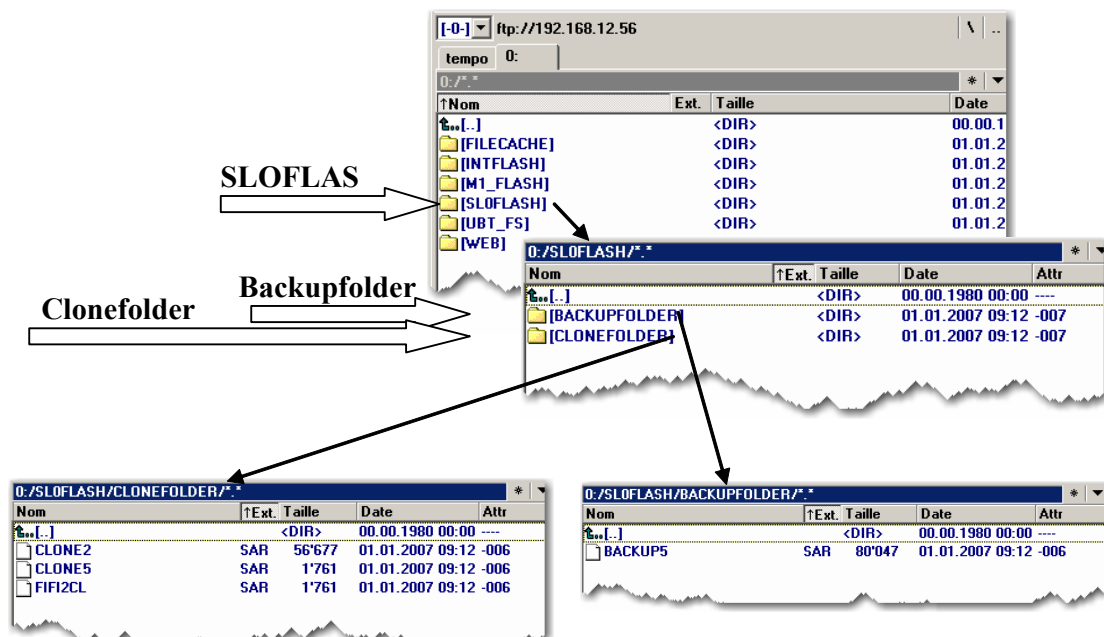 [-0-] ftp://192.168.12.56 \ ..
tempo 0:
0:/*.* *
↑Nom Ext. Taille Date
[..] <DIR> 00.00.1
[FILECACHE] <DIR> 01.01.2
[INTFLASH] <DIR> 01.01.2
[M1_FLASH] <DIR> 01.01.2
SLOFLAS
[SL0FLASH] <DIR> 01.01.2
[UBT_FS] <DIR> 01.01.2
[WEB]
0:/SL0FLASH/*.* *
Nom ↑Ext. Taille Date Attr
[..] <DIR> 00.00.1980 00:00 ----
Backupfolder
[BACKUPFOLDER] <DIR> 01.01.2007 09:12 -007
Clonefolder
[CLONEFOLDER] <DIR> 01.01.2007 09:12 -007
0:/SL0FLASH/CLONEFOLDER/*.* *
Nom ↑Ext. Taille Date Attr
[..] <DIR> 00.00.1980 00:00 ----
CLONE2 SAR 56'677 01.01.2007 09:12 -006
CLONE5 SAR 1'761 01.01.2007 09:12 -006
FIFI2CL SAR 1'761 01.01.2007 09:12 -006
0:/SL0FLASH/BACKUPFOLDER/*.* *
Nom ↑Ext. Taille Date Attr
[..] <DIR> 00.00.1980 00:00 ----
BACKUP5 SAR 80'047 01.01.2007 09:12 -006